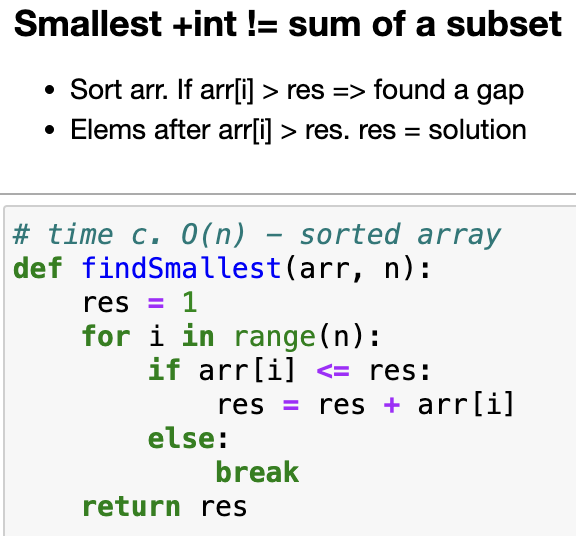 Smallest +int != sum of a subset
• Sort arr. If arr[i] > res => found a gap
• Elems after arr[i] > res. res = solution
# time c. O(n) – sorted array
def findSmallest(arr, n):
    res = 1
    for i in range(n):
        if arr[i] <= res:
            res = res + arr[i]
        else:
            break
    return res